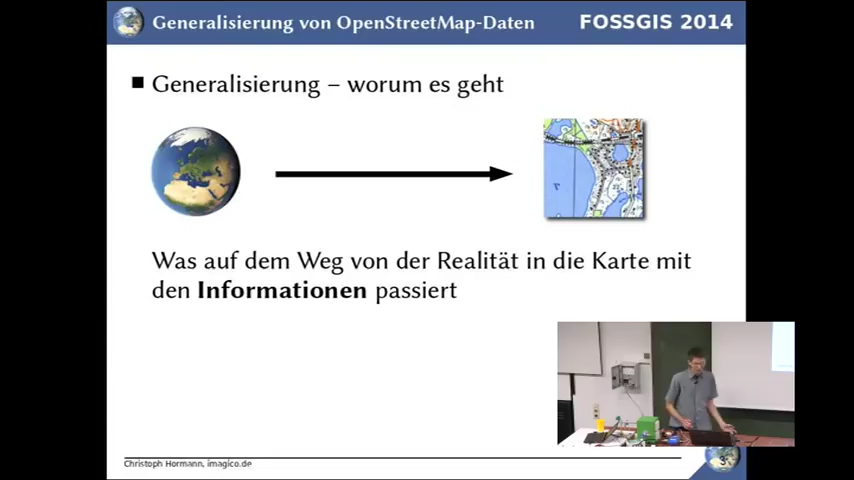 Generalisierung von OpenStreetMap-Daten FOSSGIS 2014
Generalisierung – worum es geht
Was auf dem Weg von der Realität in die Karte mit
den Informationen passiert
Christoph Hormann, imagico.de
3